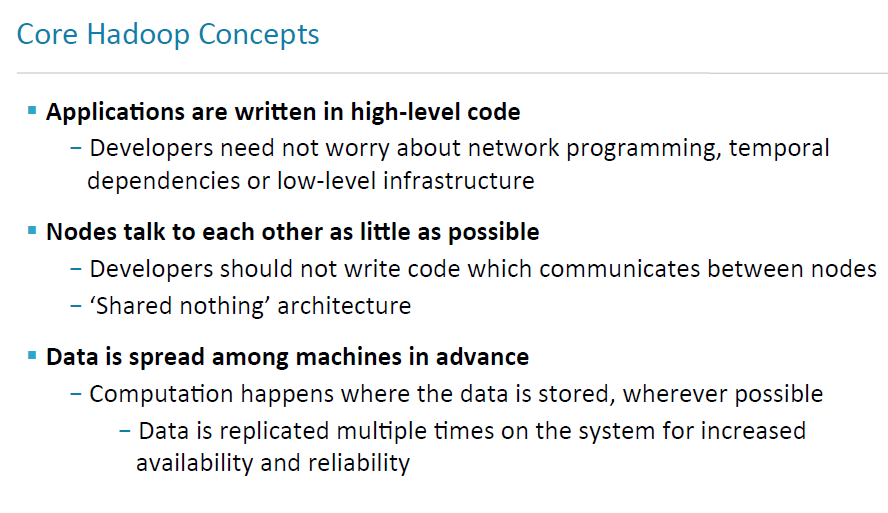 Core Hadoop Concepts
▪ Applications are written in high-level code
– Developers need not worry about network programming, temporal
dependencies or low-level infrastructure
▪ Nodes talk to each other as little as possible
– Developers should not write code which communicates between nodes
– ‘Shared nothing’ architecture
▪ Data is spread among machines in advance
– Computation happens where the data is stored, wherever possible
– Data is replicated multiple times on the system for increased
availability and reliability